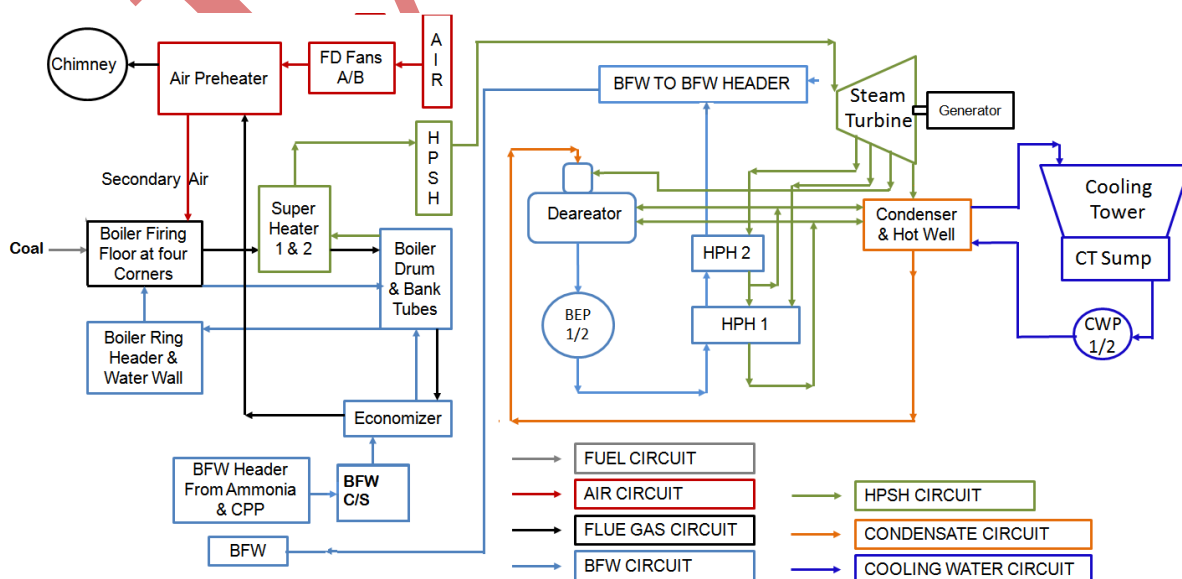 Chimney
Air Preheater
FD Fans
A/B
A
I
R
BFW TO BFW HEADER
Steam
Turbine
Generator
H
P
S
H
Secondary Air
Deareator
Cooling
Tower
CT Sump
Coal
Boiler Firing
Floor at four
Corners
Super
Heater
1 & 2
Boiler
Drum
& Bank
Tubes
Condenser
& Hot Well
HPH 2
BEP
1/2
HPH 1
CWP
1/2
Boiler Ring
Header &
Water Wall
Economizer
BFW Header
From Ammonia
& CPP
BFW
C/S
BFW
FUEL CIRCUIT
AIR CIRCUIT
FLUE GAS CIRCUIT
BFW CIRCUIT
HPSH CIRCUIT
CONDENSATE CIRCUIT
COOLING WATER CIRCUIT